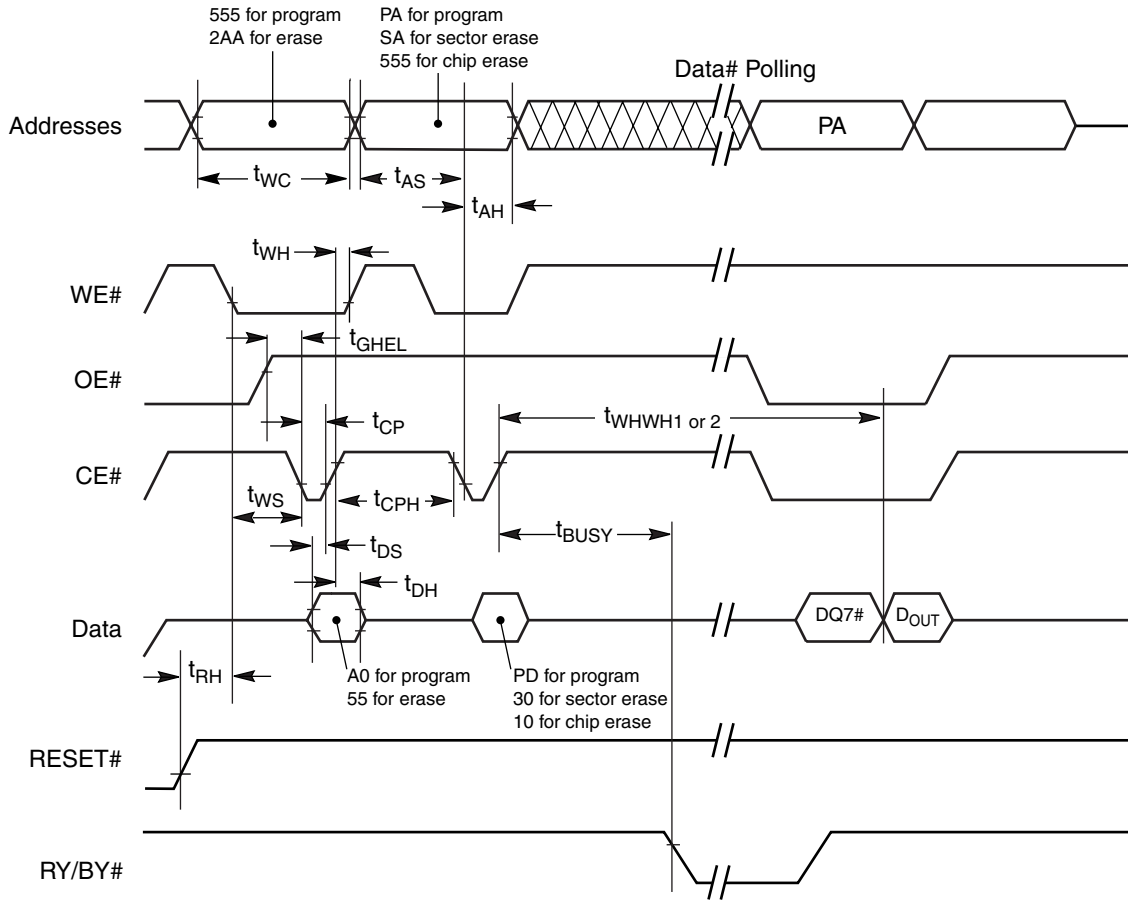 555 for program
2AA for erase
PA for program
SA for sector erase
555 for chip erase
Data# Polling
Addresses
PA
tWC
tAS
tAH
tWH
WE#
tGHEL
OE#
tWHWH1 or 2
tCP
CE#
tWS
tCPH
tBUSY
tDS
tDH
Data
DQ7#
DOUT
tRH
A0 for program
55 for erase
PD for program
30 for sector erase
10 for chip erase
RESET#
RY/BY#